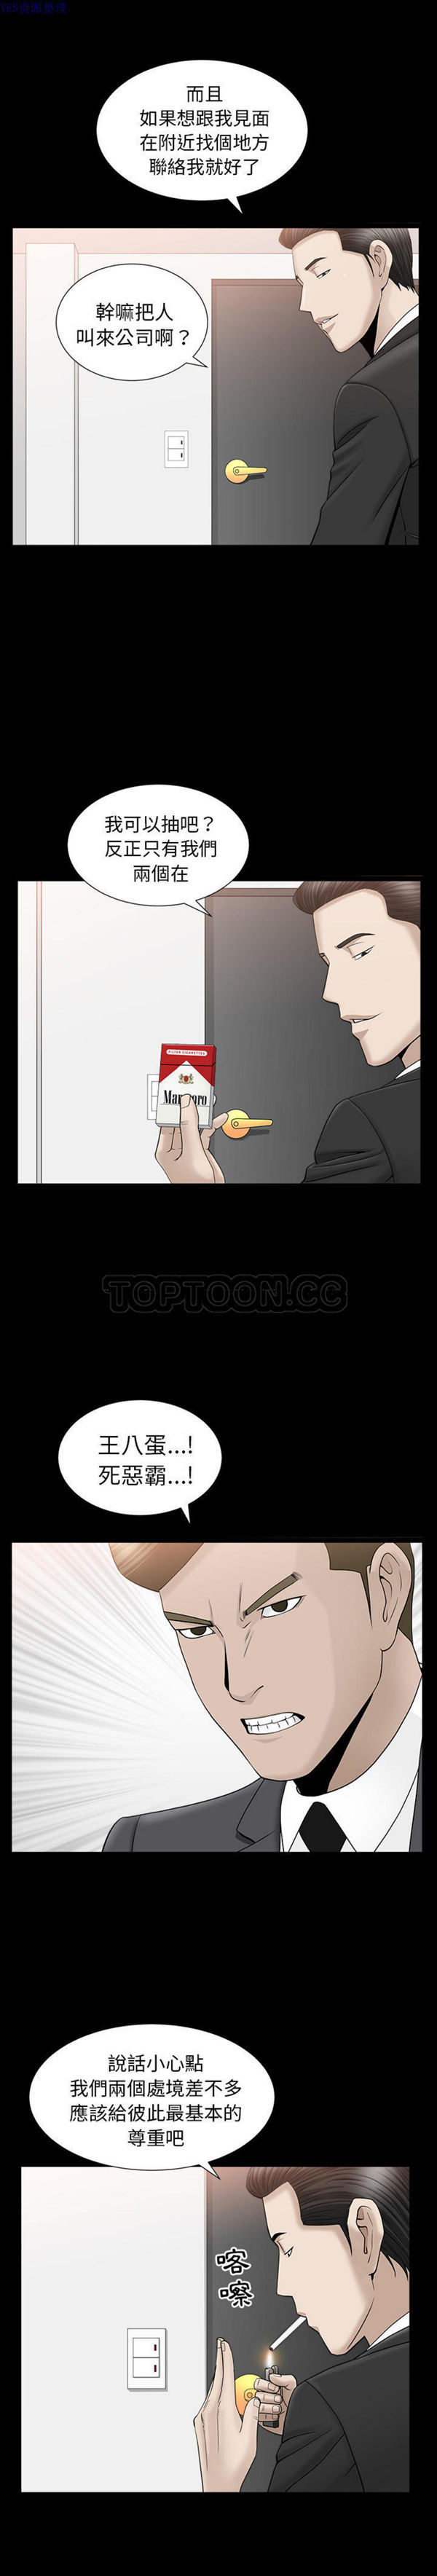 而且
如果想跟我見面
在附近找個地方
聯絡我就好了
幹嘛把人
叫來公司啊？
我可以抽吧？
反正只有我們
兩個在
FILTER CIGARETTES
TOPTOON.CC
王八蛋...!
死惡霸...!
說話小心點
我們兩個處境差不多
應該給彼此最基本的
尊重吧
喀
嚓